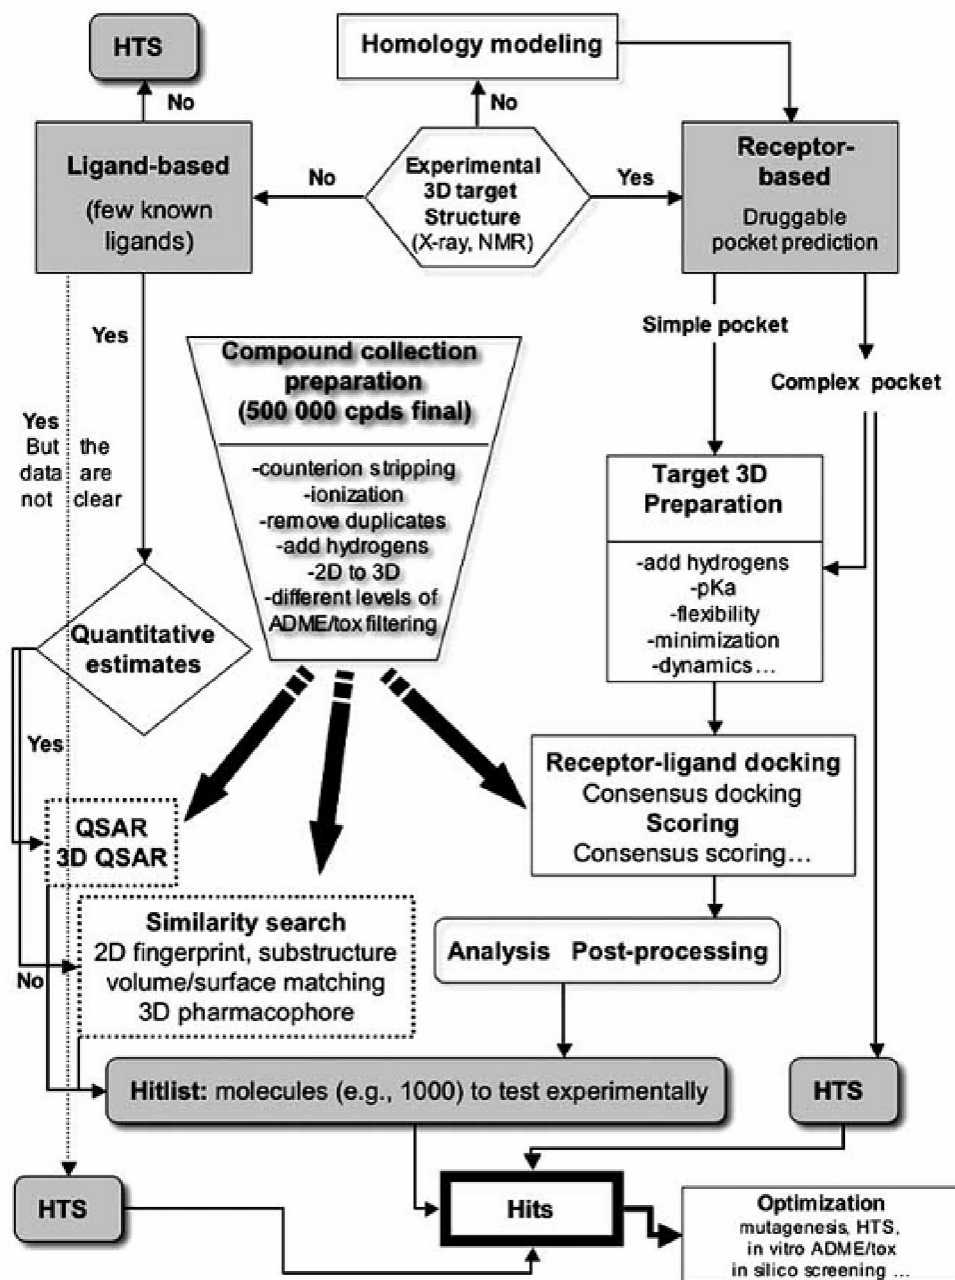 HTS
Homology modeling
No
No
Ligand-based
(few known
ligands)
No
Experimental
3D target
Structure
(X-ray, NMR)
Yes
Receptor-
based
Druggable
pocket prediction
Yes
Simple pocket
Complex pocket
Compound collection
preparation
(500 000 cpds final)
-counterion stripping
-ionization
-remove duplicates
-add hydrogens
-2D to 3D
-different levels of
ADME/tox filtering
Yes
But the
data are
not clear
Target 3D
Preparation
-add hydrogens
-pKa
-flexibility
-minimization
-dynamics...
Quantitative
estimates
Yes
Receptor-ligand docking
Consensus docking
Scoring
Consensus scoring...
QSAR
3D QSAR
Similarity search
2D fingerprint, substructure
volume/surface matching
3D pharmacophore
No
Analysis Post-processing
Hitlist: molecules (e.g., 1000) to test experimentally
HTS
HTS
Hits
Optimization
mutagenesis, HTS,
in vitro ADME/tox
in silico screening ...